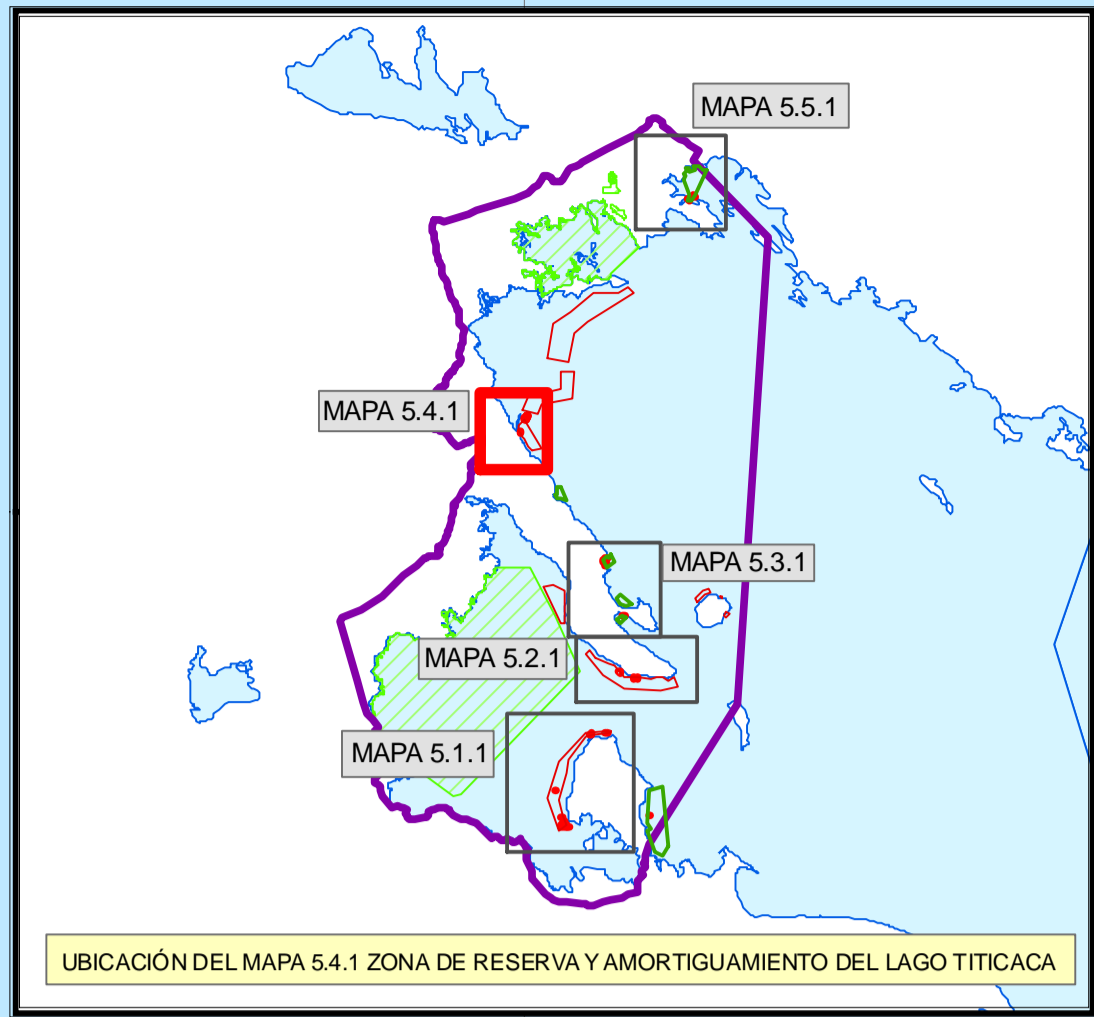 MAPA 5.5.1
MAPA 5.4.1
MAPA 5.3.1
MAPA 5.2.1
MAPA 5.1.1
UBICACIÓN DEL MAPA 5.4.1 ZONA DE RESERVA Y AMORTIGUAMIENTO DEL LAGO TITICACA